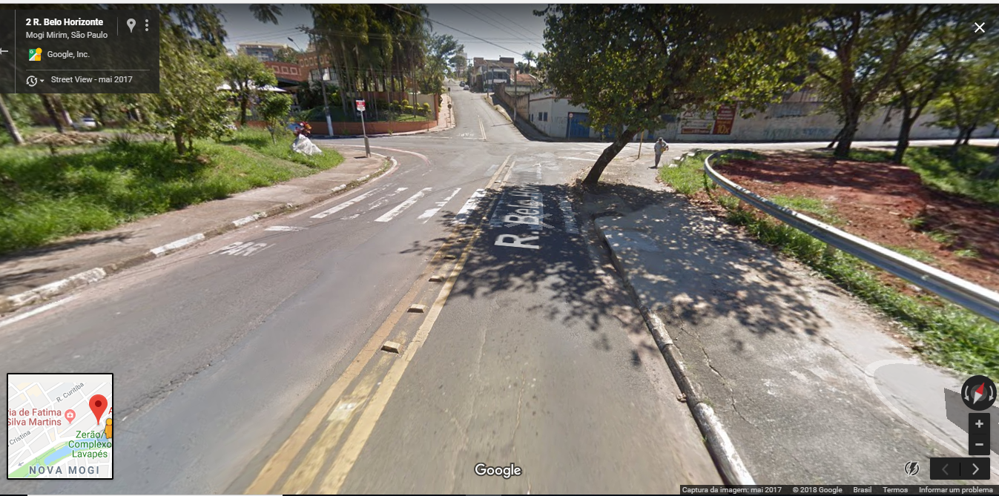 2 R. Belo Horizonte
Mogi Mirim, São Paulo
Google, Inc.
Street View - mai 2017
R. Belo Ho
R. Curitiba
ia de Fatima
Silva Martins
Cristina
A
Zerão/
Complexo
Lavapés
NOVA MOGI
Google
Captura da imagem: mai 2017 © 2018 Google Brasil Termos Informar um problema